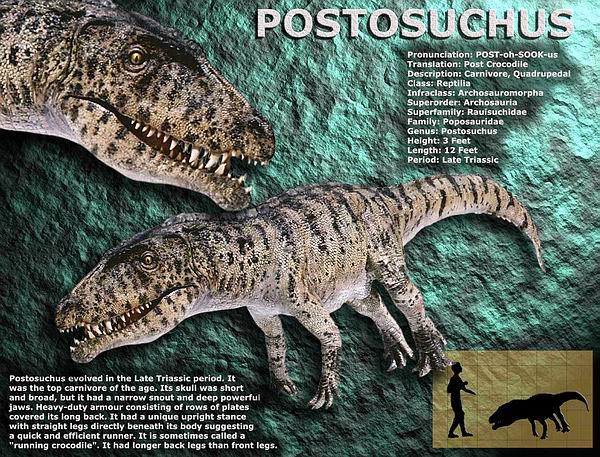 POSTOSUCHUS
Pronunciation: POST-oh-SOOK-us
Translation: Post Crocodile
Description: Carnivore, Quadrupedal
Class: Reptilia
Infraclass: Archosauromorpha
Superorder: Archosauria
Superfamily: Rauisuchidae
Family: Poposauridae
Genus: Postosuchus
Height: 3 Feet
Length: 12 Feet
Period: Late Triassic
Postosuchus evolved in the Late Triassic period. It
was the top carnivore of the age. Its skull was short
and broad, but it had a narrow snout and deep powerful
jaws. Heavy-duty armour consisting of rows of plates
covered its long back. It had a unique upright stance
with straight legs directly beneath its body suggesting
a quick and efficient runner. It is sometimes called a
"running crocodile". It had longer back legs than front legs.